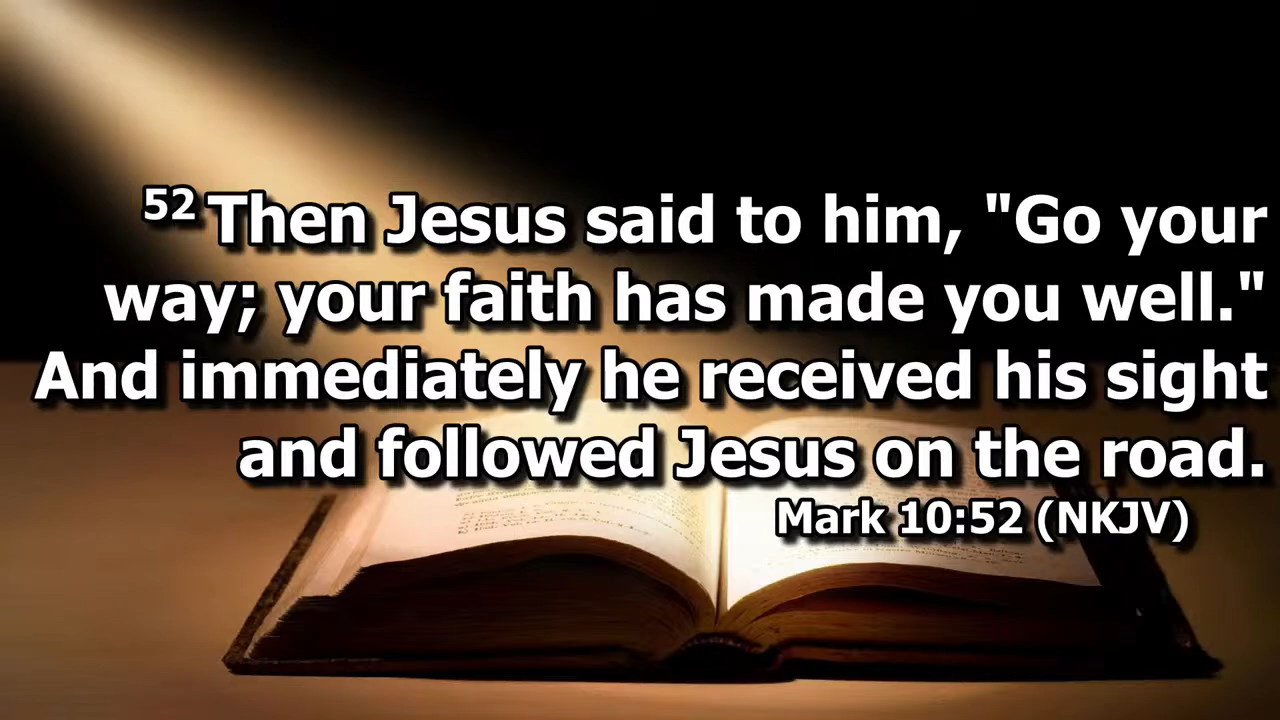 52 Then Jesus said to him, "Go your
way; your faith has made you well."
And immediately he received his sight
and followed Jesus on the road.
Mark 10:52 (NKJV)